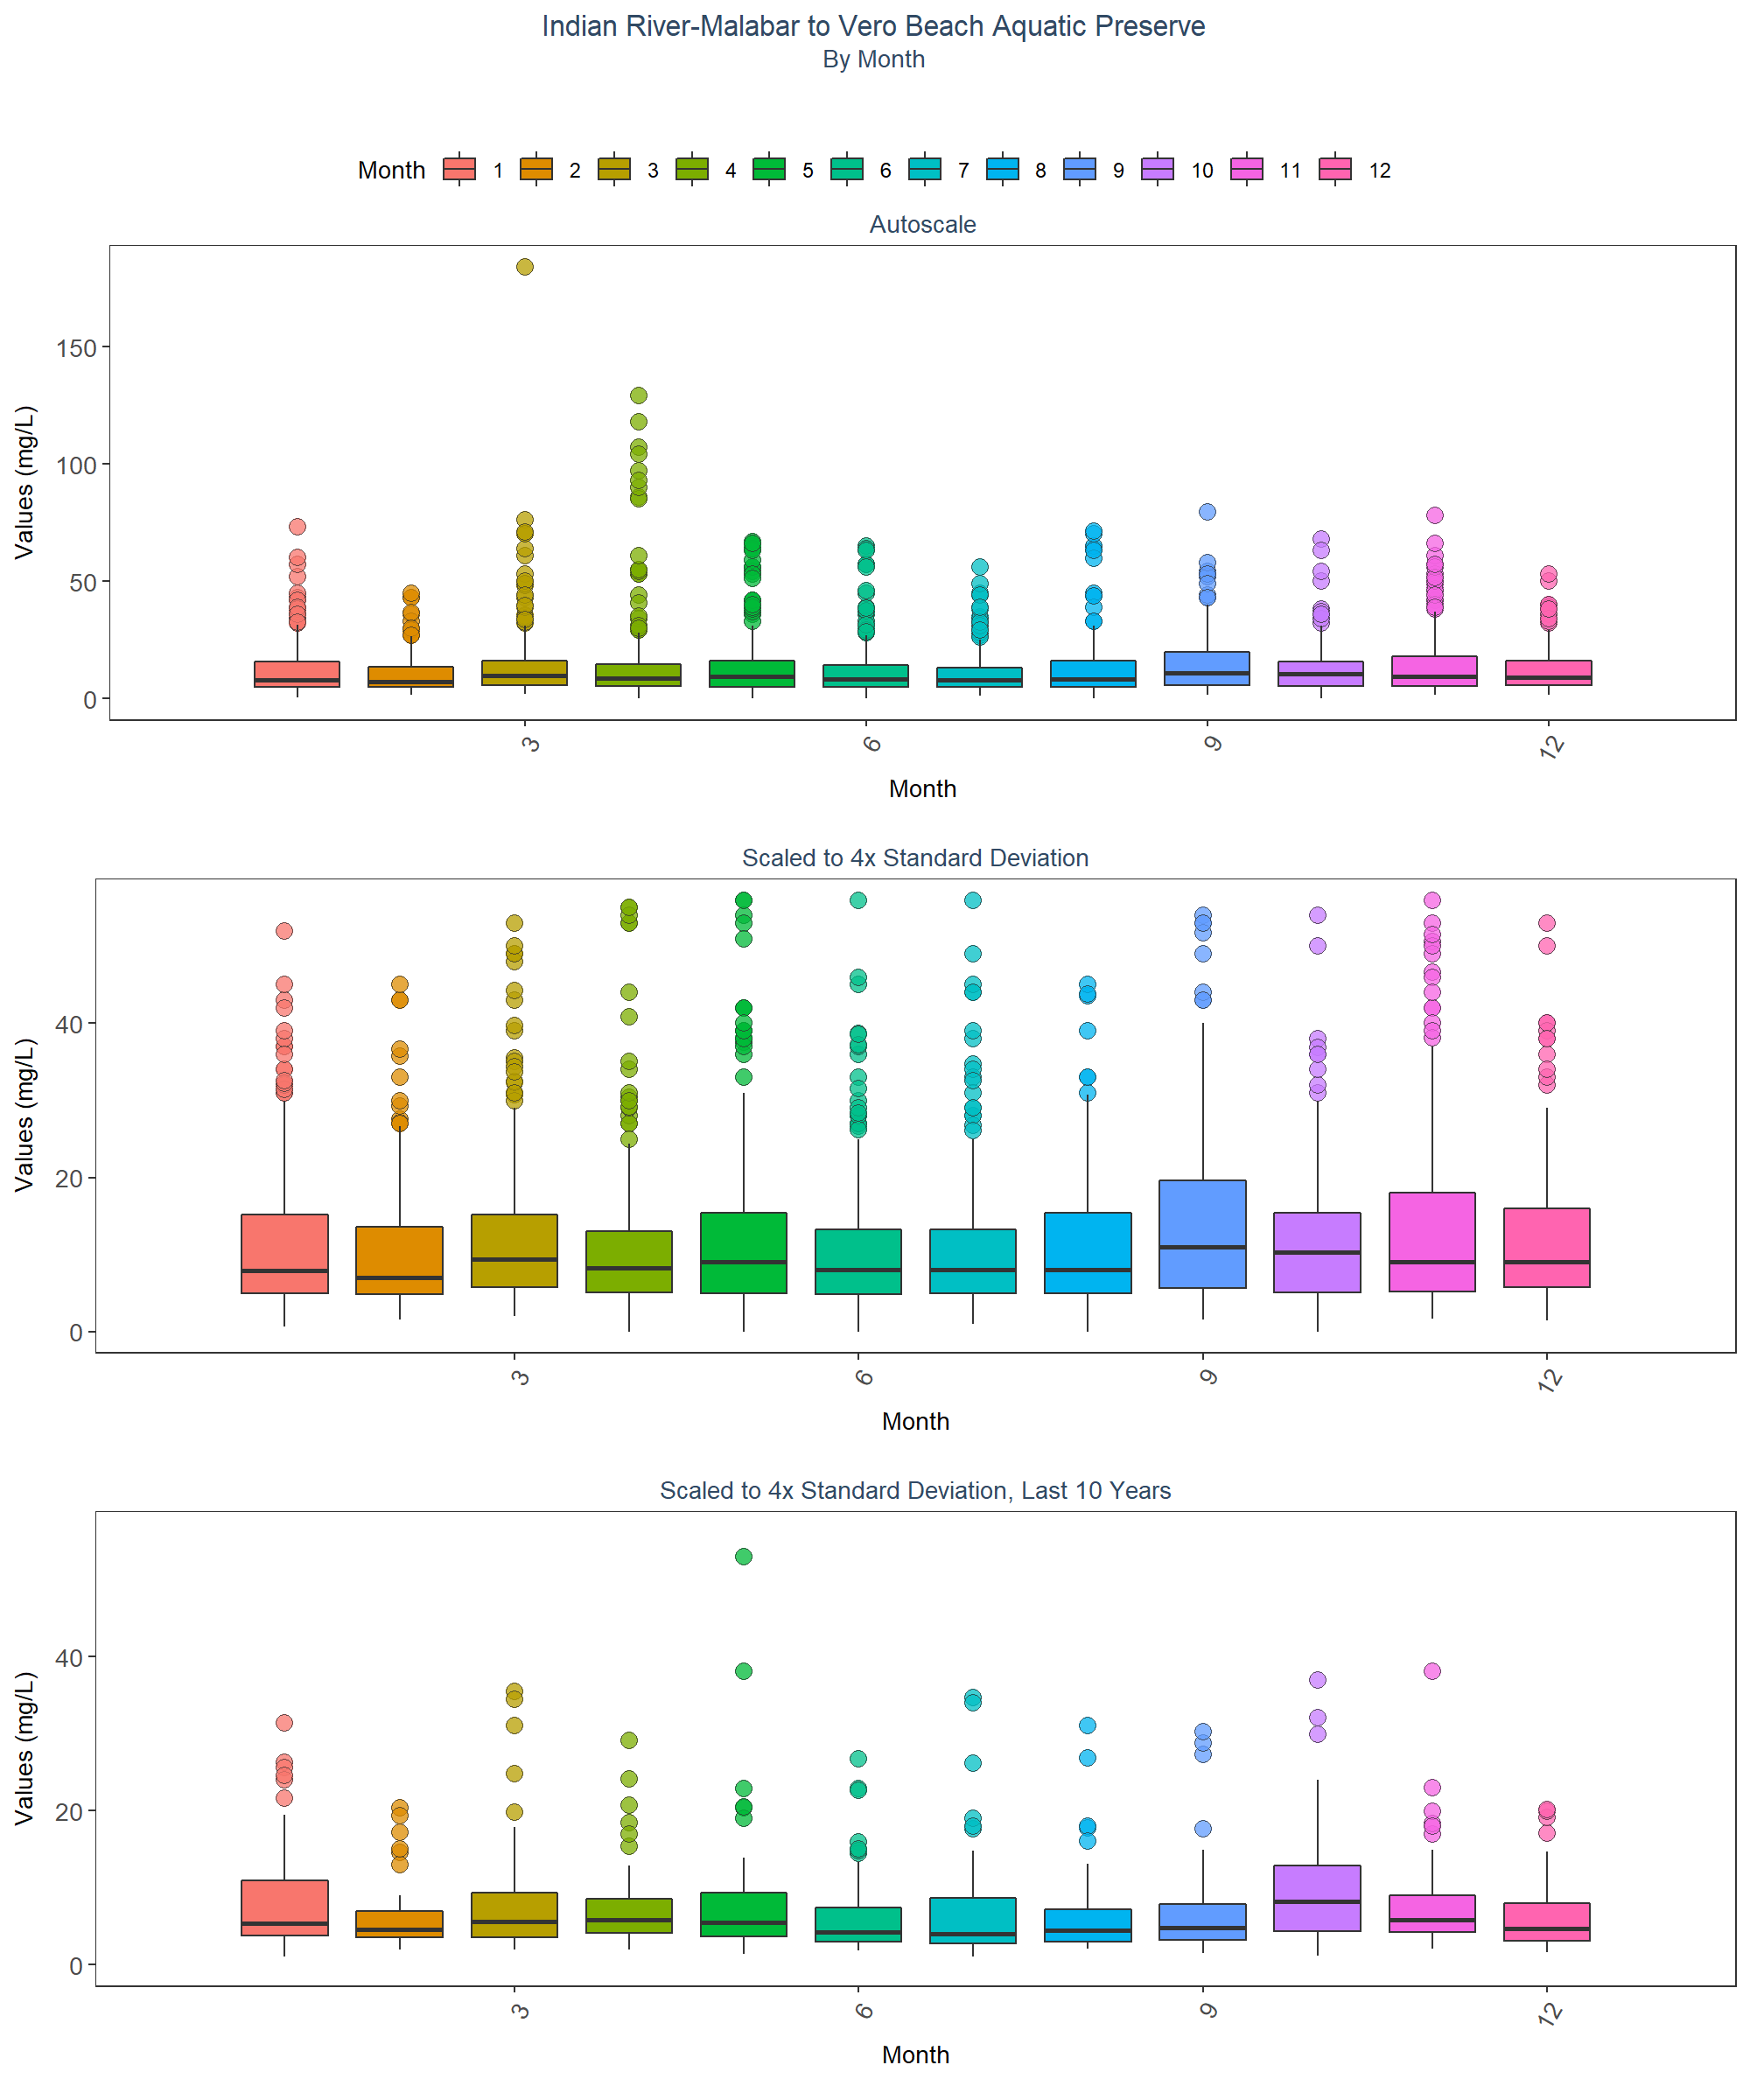 Indian River-Malabar to Vero Beach Aquatic Preserve
By Month
Month 1 2 3 4 5 6 7 8 9 10 11 12
Autoscale
Values (mg/L)
150
100
50
0
3 6 9 12
Month
Scaled to 4x Standard Deviation
Values (mg/L)
40
20
0
3 6 9 12
Month
Scaled to 4x Standard Deviation, Last 10 Years
Values (mg/L)
40
20
0
3 6 9 12
Month